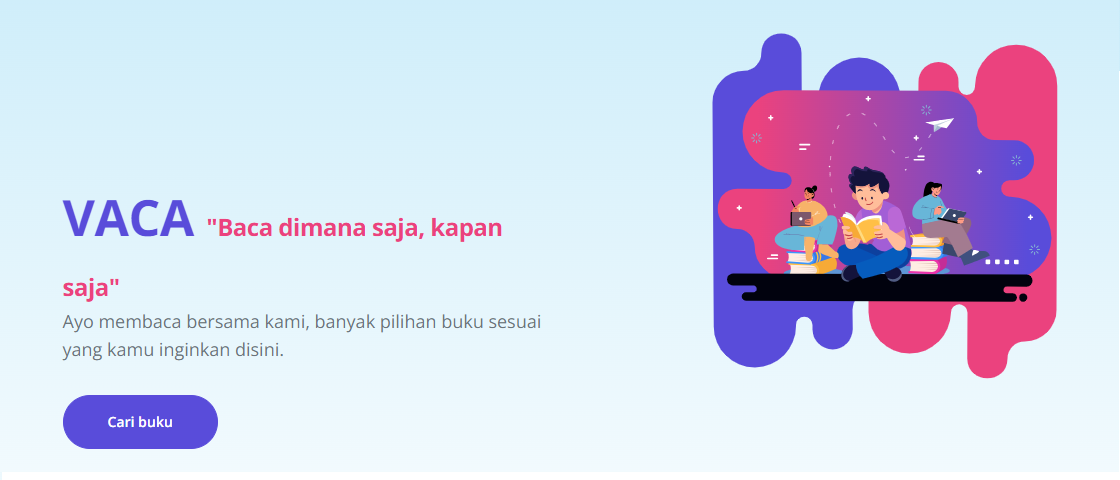 VACA "Baca dimana saja, kapan
saja"
Ayo membaca bersama kami, banyak pilihan buku sesuai
yang kamu inginkan disini.
Cari buku